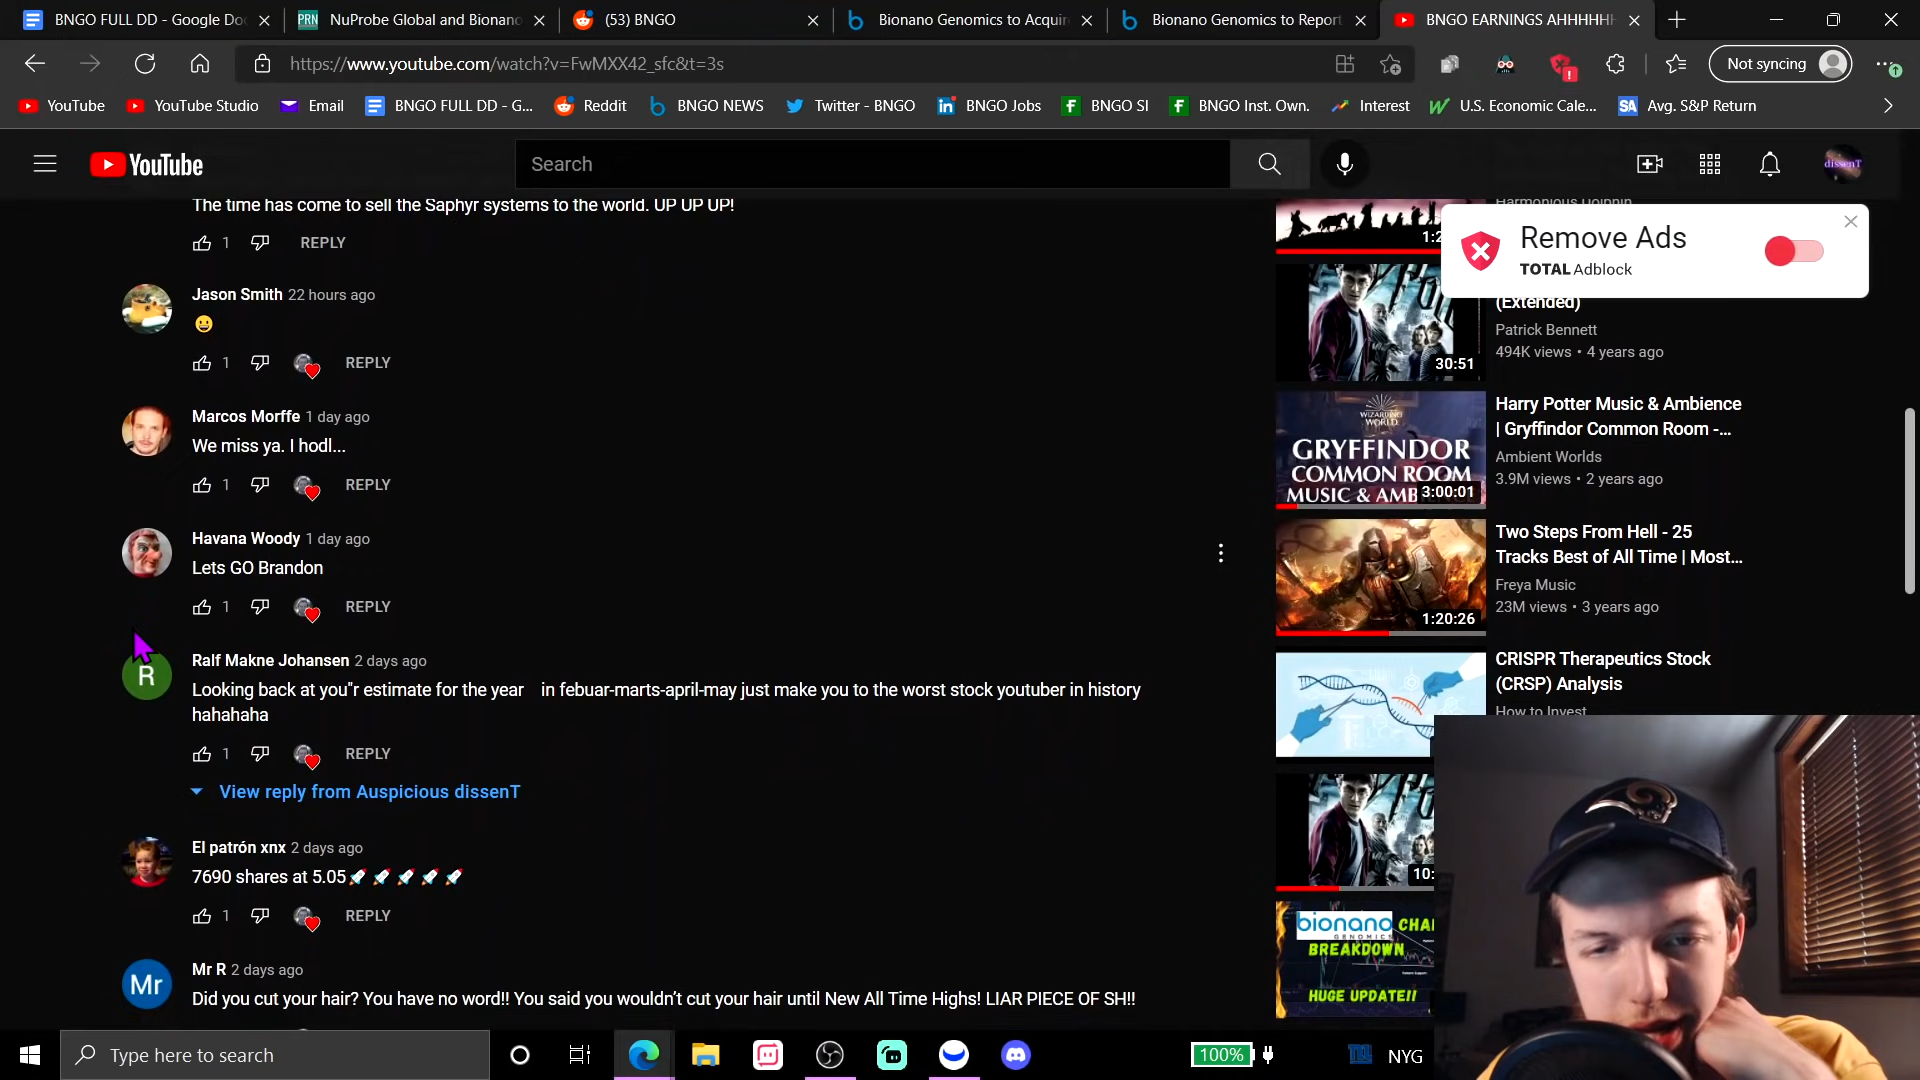 BNGO FULL DD - Google Do
NuProbe Global and Bionano
(53) BNGO
Bionano Genomics to Acquir
Bionano Genomics to Report
BNGO EARNINGS AHHHHH
https://www.youtube.com/watch?v=FwMXX42_sfc&t=3s
Not syncing
YouTube
YouTube Studio
Email
BNGO FULL DD - G...
Reddit
BNGO NEWS
Twitter - BNGO
BNGO Jobs
BNGO SI
BNGO Inst. Own.
Interest
U.S. Economic Cale...
Avg. S&P Return
YouTube
Search
dissenT
The time has come to sell the Saphyr systems to the world. UP UP UP!
1 REPLY
Jason Smith 22 hours ago
1 REPLY
Marcos Morffe 1 day ago
We miss ya. I hodl...
1 REPLY
Havana Woody 1 day ago
Lets GO Brandon
1 REPLY
R
Ralf Makne Johansen 2 days ago
Looking back at you"r estimate for the year in febuar-marts-april-may just make you to the worst stock youtuber in history
hahahaha
1 REPLY
View reply from Auspicious dissenT
El patrón xnx 2 days ago
7690 shares at 5.05🚀🚀🚀🚀🚀
1 REPLY
Mr
Mr R 2 days ago
Did you cut your hair? You have no word!! You said you wouldn't cut your hair until New All Time Highs! LIAR PIECE OF SH!!
Harmonious Dolphin
Remove Ads
TOTAL Adblock
(Extended)
Patrick Bennett
494K views • 4 years ago
30:51
WIZARDING
WORLD
GRYFFINDOR
COMMON ROOM
MUSIC & AMB
3:00:01
Harry Potter Music & Ambience
| Gryffindor Common Room -...
Ambient Worlds
3.9M views • 2 years ago
1:20:26
Two Steps From Hell - 25
Tracks Best of All Time | Most...
Freya Music
23M views • 3 years ago
CRISPR Therapeutics Stock
(CRSP) Analysis
How to Invest
10:
bionano
GENOMICS
CHA
BREAKDOWN
HUGE UPDATE!!
Type here to search
100%
NYG